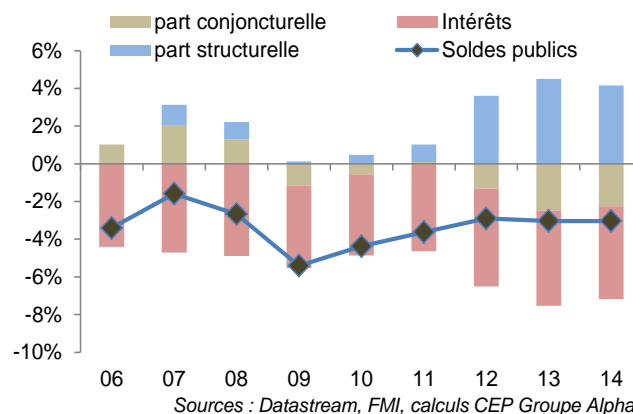 part conjoncturelle Intérêts
part structurelle Soldes publics
6%
4%
2%
0%
-2%
-4%
-6%
-8%
-10%
06 07 08 09 10 11 12 13 14
Sources : Datastream, FMI, calculs CEP Groupe Alpha